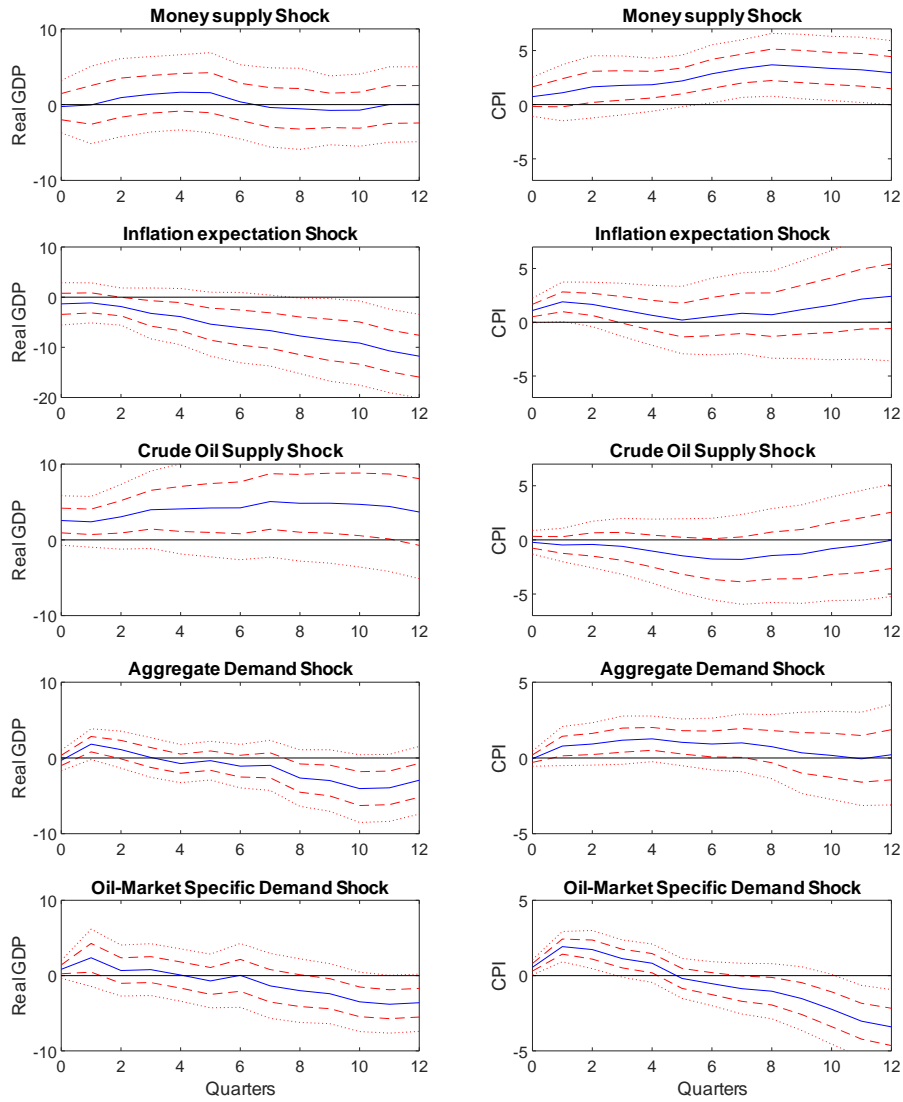 Money supply Shock
Real GDP
10
0
-10
0 2 4 6 8 10 12
Money supply Shock
CPI
5
0
-5
0 2 4 6 8 10 12
Inflation expectation Shock
Real GDP
10
0
-10
-20
0 2 4 6 8 10 12
Inflation expectation Shock
CPI
5
0
-5
0 2 4 6 8 10 12
Crude Oil Supply Shock
Real GDP
10
0
-10
0 2 4 6 8 10 12
Crude Oil Supply Shock
CPI
5
0
-5
0 2 4 6 8 10 12
Aggregate Demand Shock
Real GDP
10
0
-10
0 2 4 6 8 10 12
Aggregate Demand Shock
CPI
5
0
-5
0 2 4 6 8 10 12
Oil-Market Specific Demand Shock
Real GDP
10
0
-10
0 2 4 6 8 10 12
Quarters
Oil-Market Specific Demand Shock
CPI
5
0
-5
0 2 4 6 8 10 12
Quarters